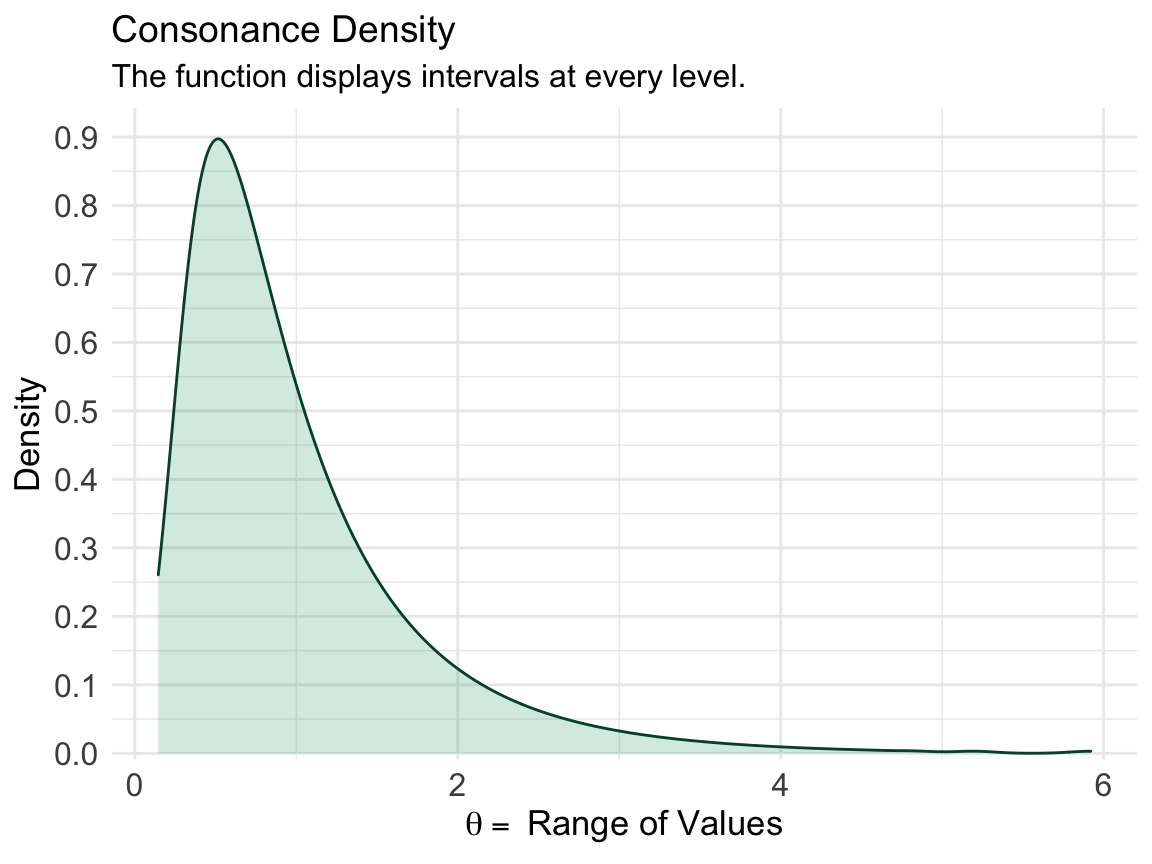 Consonance Density
The function displays intervals at every level.
0.9
0.8
0.7
0.6
0.5
0.4
0.3
0.2
0.1
0.0
Density
0 2 4 6
θ = Range of Values